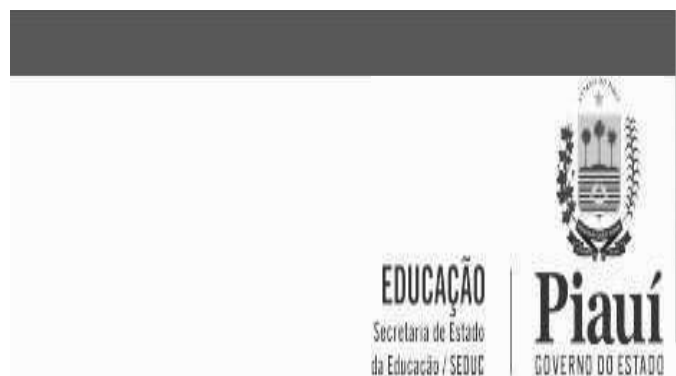 EDUCAÇÃO
Secretaria de Estado
da Educação / SEDUC
Piauí
GOVERNO DO ESTADO